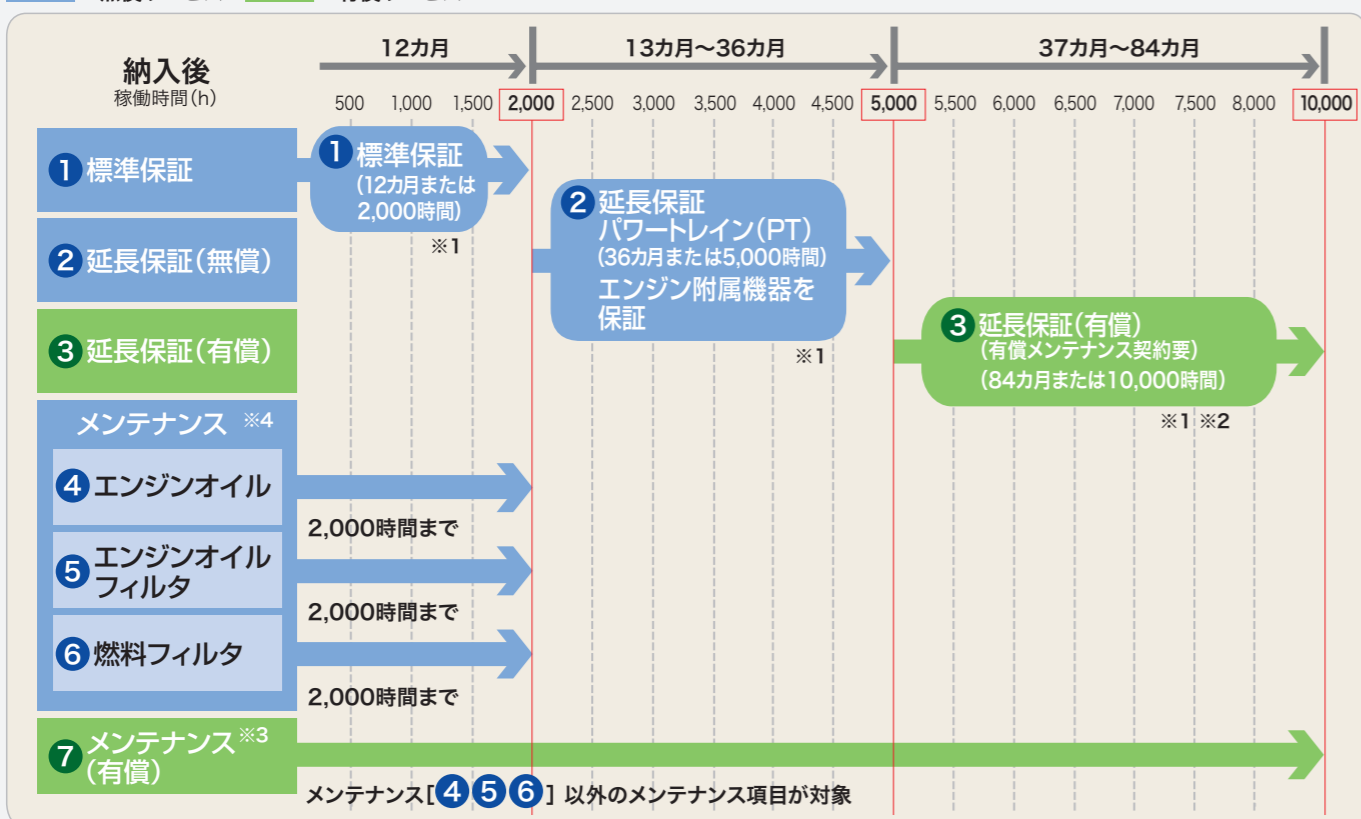 12カ月
13カ月～36カ月
37カ月～84カ月
納入後
稼働時間(h)
500 1,000 1,500 2,000 2,500 3,000 3,500 4,000 4,500 5,000 5,500 6,000 6,500 7,000 7,500 8,000 10,000
1 標準保証
1 標準保証
(12カ月または
2,000時間)
※1
2 延長保証(無償)
2 延長保証
パワートレイン(PT)
(36カ月または5,000時間)
エンジン附属機器を
保証
※1
3 延長保証(有償)
3 延長保証(有償)
(有償メンテナンス契約要)
(84カ月または10,000時間)
※1 ※2
メンテナンス ※4
4 エンジンオイル
2,000時間まで
5 エンジンオイル
フィルタ
2,000時間まで
6 燃料フィルタ
2,000時間まで
7 メンテナンス※3
(有償)
メンテナンス[4 5 6] 以外のメンテナンス項目が対象